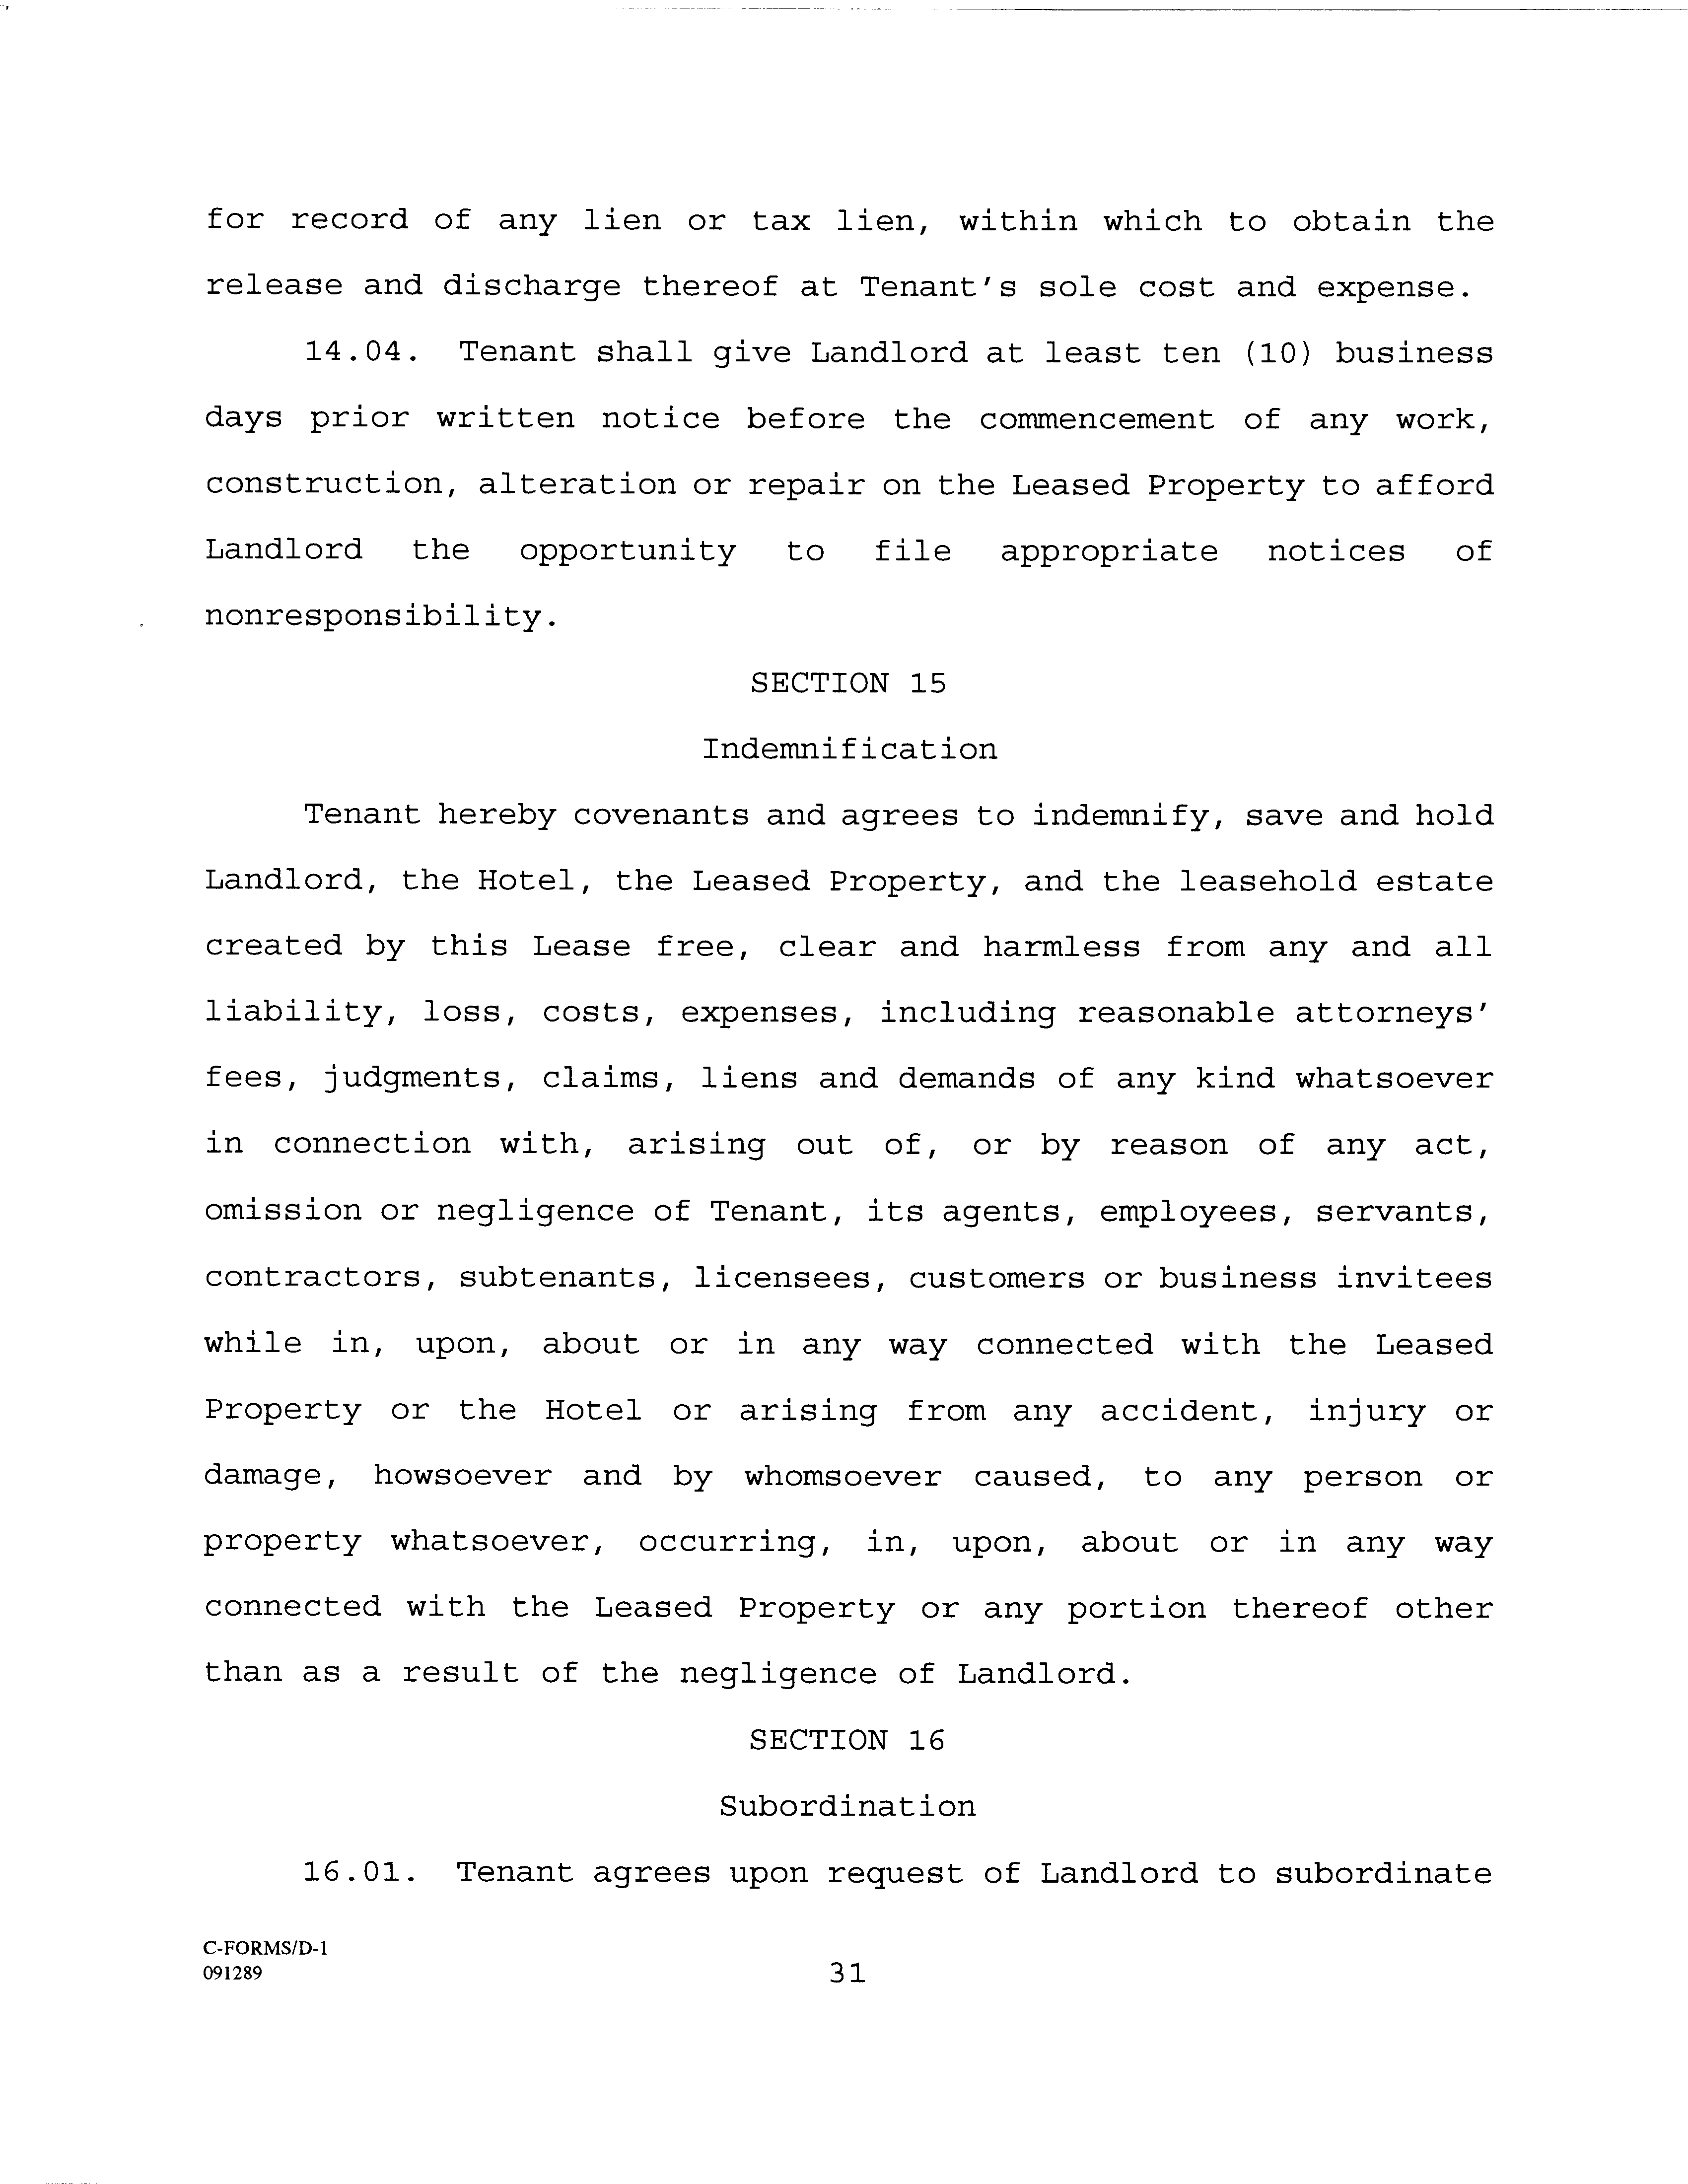 for record of any lien or tax lien, within which to obtain the
release and discharge thereof at Tenant's sole cost and expense.
14.04. Tenant shall give Landlord at least ten (10) business
days prior written notice before the commencement of any work,
construction, alteration or repair on the Leased Property to afford
Landlord the opportunity to file appropriate notices of
nonresponsibility.
SECTION 15
Indemnification
Tenant hereby covenants and agrees to indemnify, save and hold
Landlord, the Hotel, the Leased Property, and the leasehold estate
created by this Lease free, clear and harmless from any and all
liability, loss, costs, expenses, including reasonable attorneys'
fees, judgments, claims, liens and demands of any kind whatsoever
in connection with, arising out of, or by reason of any act,
omission or negligence of Tenant, its agents, employees, servants,
contractors, subtenants, licensees, customers or business invitees
while in, upon, about or in any way connected with the Leased
Property or the Hotel or arising from any accident, injury or
damage, howsoever and by whomsoever caused, to any person or
property whatsoever, occurring, in, upon, about or in any way
connected with the Leased Property or any portion thereof other
than as a result of the negligence of Landlord.
SECTION 16
Subordination
16.01. Tenant agrees upon request of Landlord to subordinate
C-FORMS/D-1
091289
31